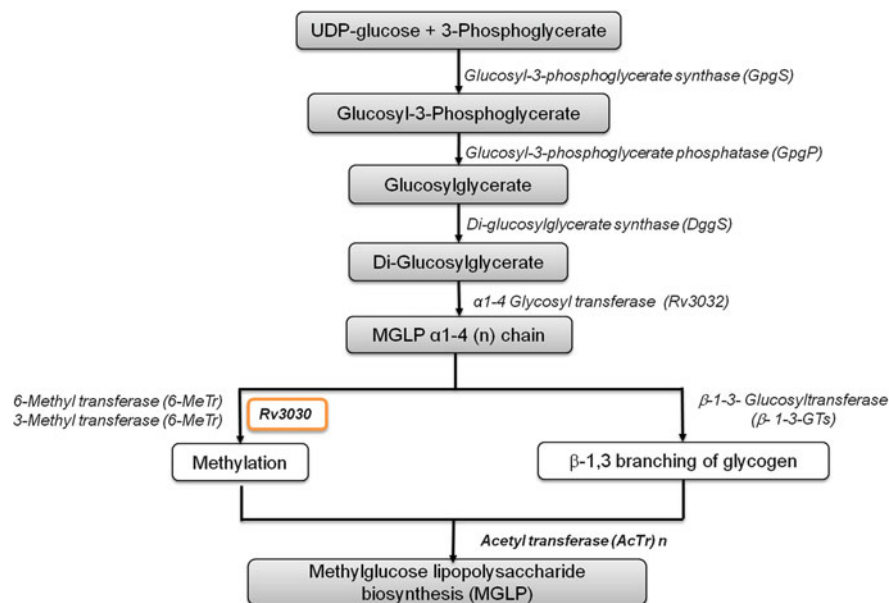 UDP-glucose + 3-Phosphoglycerate
Glucosyl-3-phosphoglycerate synthase (GpgS)
Glucosyl-3-Phosphoglycerate
Glucosyl-3-phosphoglycerate phosphatase (GpgP)
Glucosylglycerate
Di-glucosylglycerate synthase (DggS)
Di-Glucosylglycerate
α1-4 Glycosyl transferase (Rv3032)
MGLP α1-4 (n) chain
6-Methyl transferase (6-MeTr)
3-Methyl transferase (6-MeTr)
Rv3030
β-1-3- Glucosyltransferase
(β- 1-3-GTs)
Methylation
β-1,3 branching of glycogen
Acetyl transferase (AcTr) n
Methylglucose lipopolysaccharide
biosynthesis (MGLP)